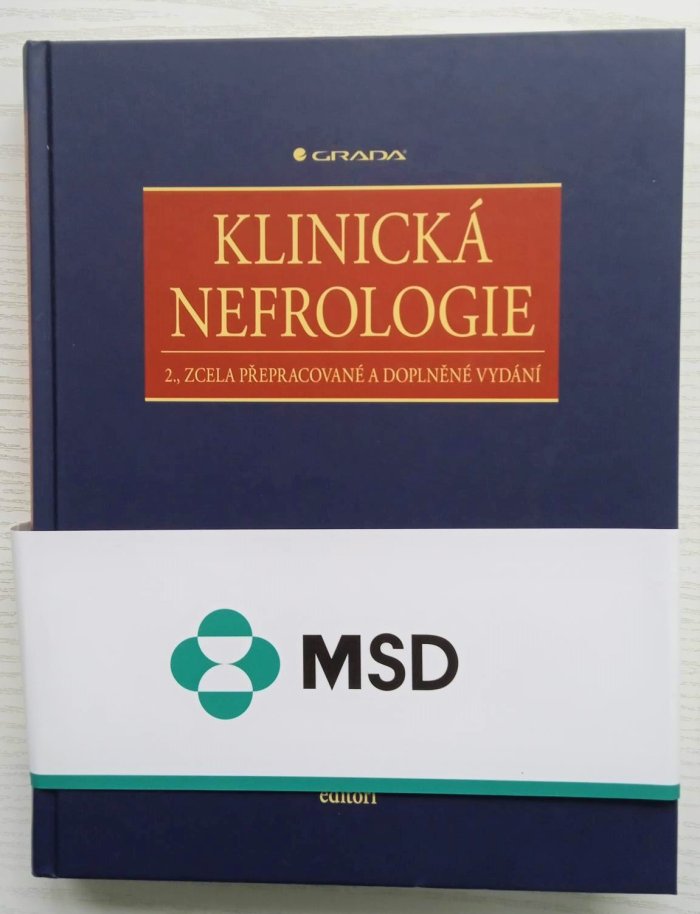 GRADA
KLINICKÁ
NEFROLOGIE
2., ZCELA PŘEPRACOVANÉ A DOPLNĚNÉ VYDÁNÍ
MSD
editoři